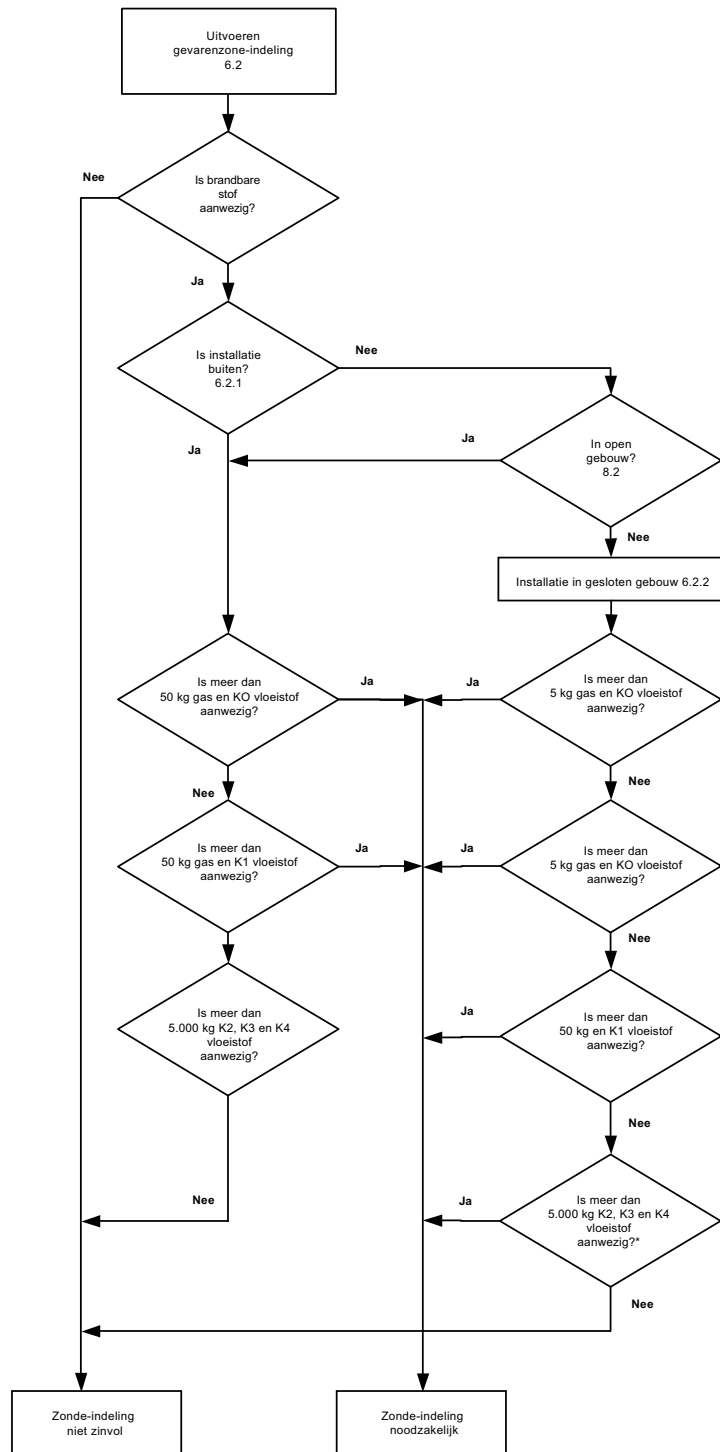 Uitvoeren
gevarenzone-indeling
6.2
Nee
Is brandbare
stof
aanwezig?
Ja
Is installatie
buiten?
6.2.1
Nee
Ja
In open
gebouw?
8.2
Ja
Nee
Installatie in gesloten gebouw 6.2.2
Is meer dan
50 kg gas en KO vloeistof
aanwezig?
Ja
Ja
Is meer dan
5 kg gas en KO vloeistof
aanwezig?
Nee
Nee
Is meer dan
50 kg gas en K1 vloeistof
aanwezig?
Ja
Ja
Is meer dan
5 kg gas en KO vloeistof
aanwezig?
Nee
Is meer dan
5.000 kg K2, K3 en K4
vloeistof
aanwezig?
Ja
Is meer dan
50 kg en K1 vloeistof
aanwezig?
Nee
Nee
Ja
Is meer dan
5.000 kg K2, K3 en K4
vloeistof
aanwezig?*
Nee
Zonde-indeling
niet zinvol
Zonde-indeling
noodzakelijk